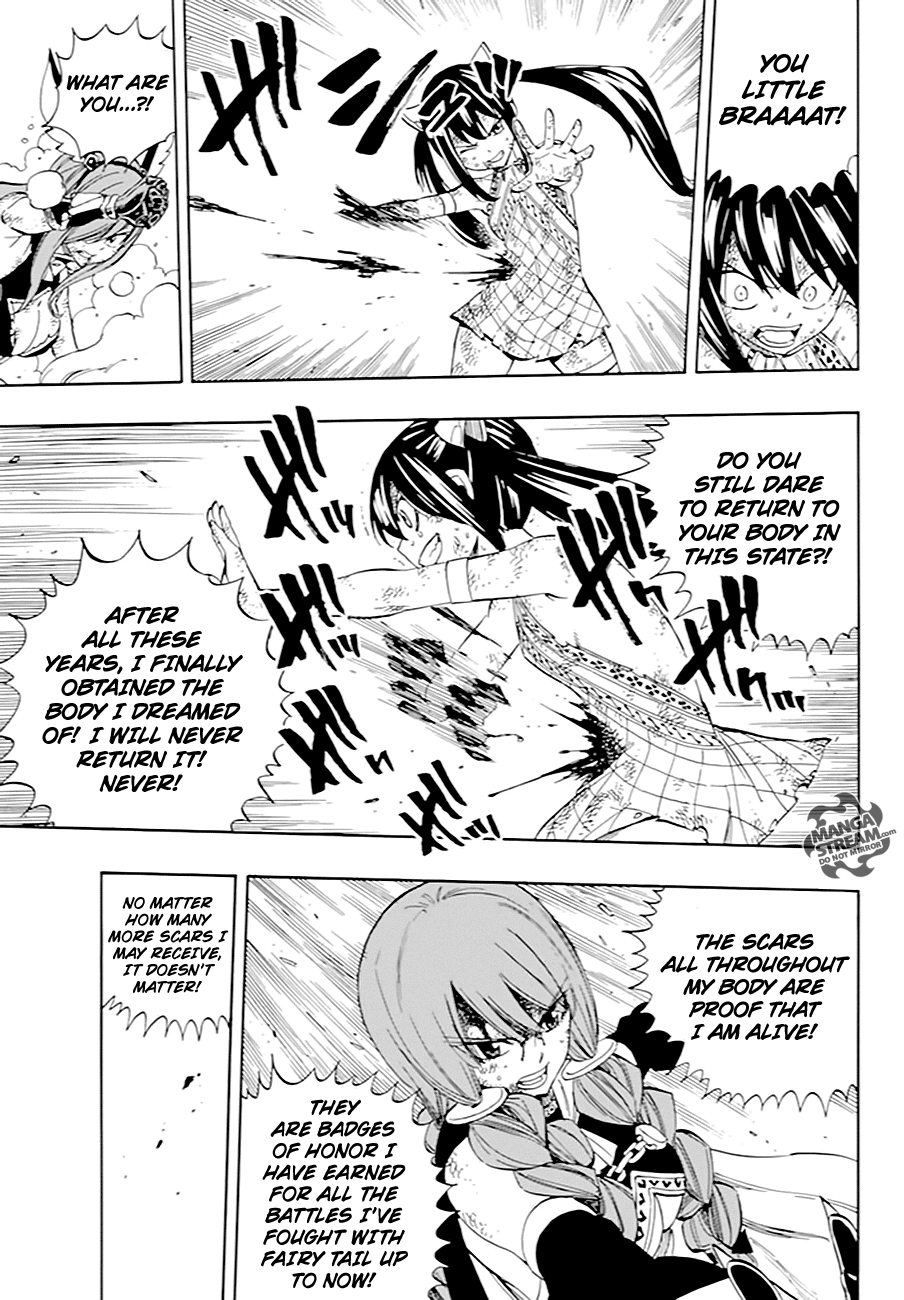 YOU
LITTLE
BRAAAAT!
WHAT ARE
YOU...?!
DO YOU
STILL DARE
TO RETURN TO
YOUR BODY IN
THIS STATE?!
AFTER
ALL THESE
YEARS, I FINALLY
OBTAINED THE
BODY I DREAMED
OF! I WILL NEVER
RETURN IT!
NEVER!
MANGA
STREAM.com
DO NOT MIRROR
THE SCARS
ALL THROUGHOUT
MY BODY ARE
PROOF THAT
I AM ALIVE!
THEY
ARE BADGES
OF HONOR I
HAVE EARNED
FOR ALL THE
BATTLES I'VE
FOUGHT WITH
FAIRY TAIL UP
TO NOW!
NO MATTER
HOW MANY
MORE SCARS I
MAY RECEIVE,
IT DOESN'T
MATTER!